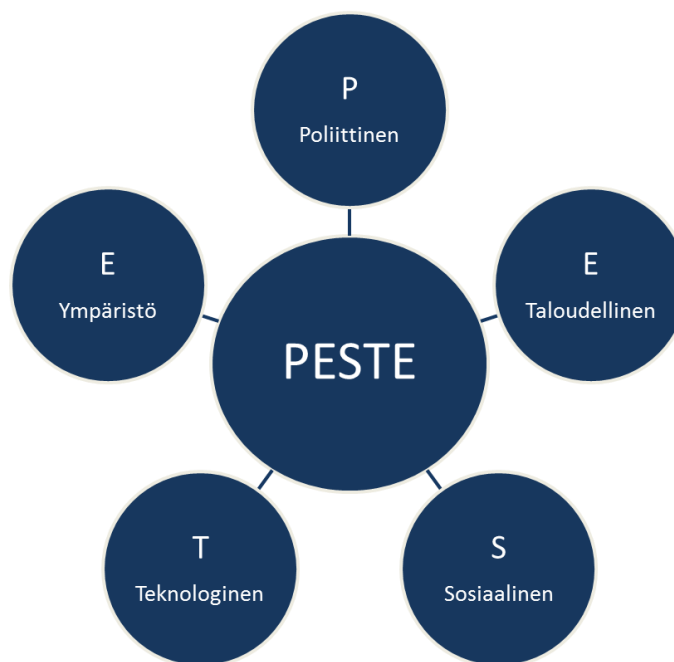 P
Poliittinen
E
Ympäristö
E
Taloudellinen
PESTE
T
Teknologinen
S
Sosiaalinen